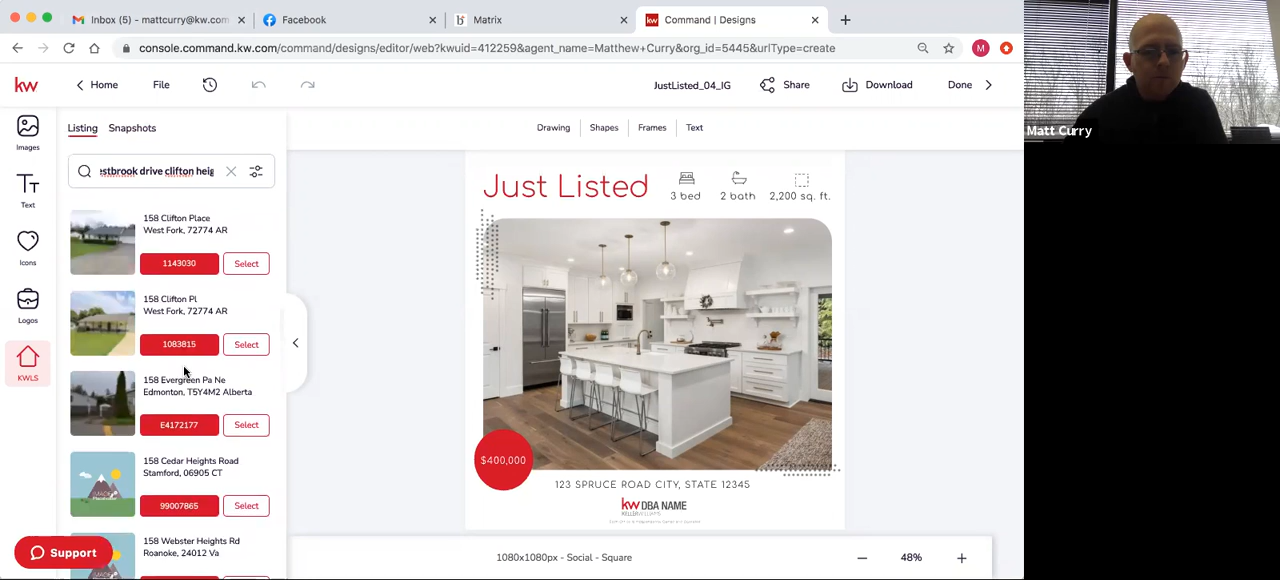 Inbox (5) - mattcurry@kw.com
Facebook
Matrix
kw Command | Designs
console.command.kw.com/command/designs/editor/web?kwuid=412259&agent_name=Matthew+Curry&org_id=5445&urlType=create
M
kw
Home
File
JustListed_04_IG
Share
Download
Done
Images
Text
Icons
Logos
KWLS
Listing
Snapshots
estbrook drive clifton heig
158 Clifton Place
West Fork, 72774 AR
1143030
Select
158 Clifton Pl
West Fork, 72774 AR
1083815
Select
158 Evergreen Pa Ne
Edmonton, T5Y4M2 Alberta
E4172177
Select
158 Cedar Heights Road
Stamford, 06905 CT
99007865
Select
158 Webster Heights Rd
Roanoke, 24012 Va
Support
Drawing
Shapes
Frames
Text
Just Listed
3 bed
2 bath
2,200 sq. ft.
$400,000
123 SPRUCE ROAD CITY, STATE 12345
kw DBA NAME
KELLERWILLIAMS
1080x1080px - Social - Square
48%
Matt Curry